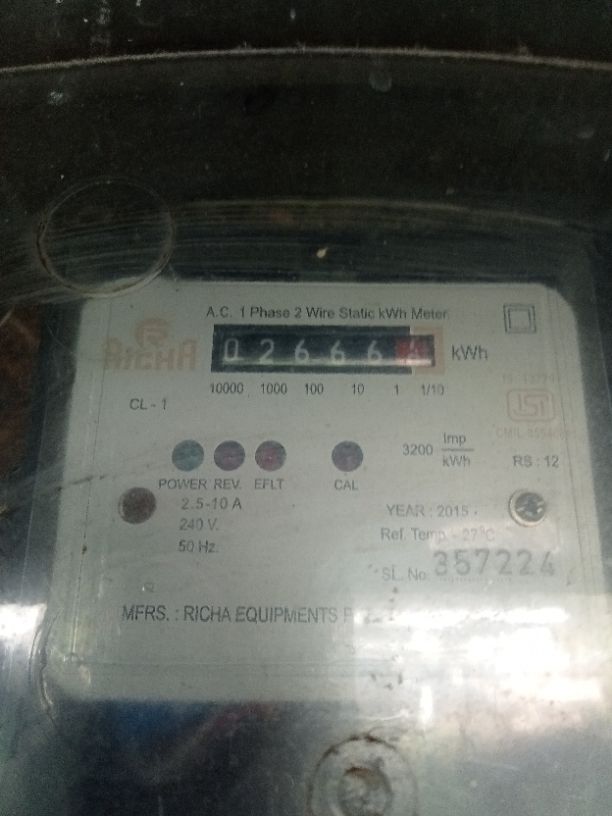 A.C. 1 Phase 2 Wire Static kWh Meter
RICHA
0 2 6 6 6 kWh
10000 1000 100 10 1 1/10
CL - 1
3200 Imp/kWh
POWER REV. EFLT CAL
RS : 12
2.5-10 A
240 V.
50 Hz.
YEAR : 2015
Ref. Temp. - 27°C
SL. No. 357224
MFRS. : RICHA EQUIPMENTS